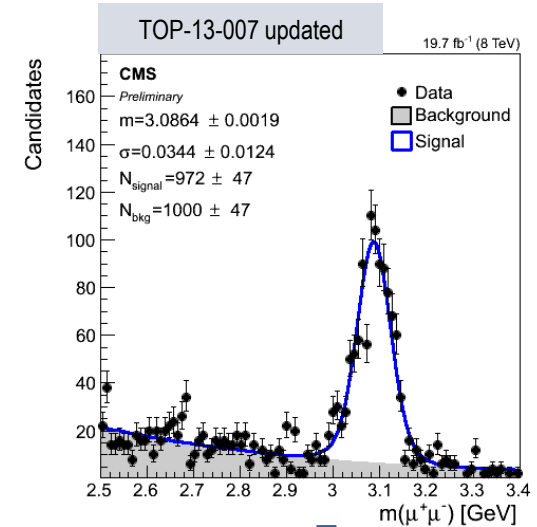 TOP-13-007 updated
19.7 fb⁻¹ (8 TeV)
CMS
Preliminary
m=3.0864 ± 0.0019
σ=0.0344 ± 0.0124
Nsignal=972 ± 47
Nbkg=1000 ± 47
Data
Background
Signal
Candidates
160
140
120
100
80
60
40
20
2.5 2.6 2.7 2.8 2.9 3 3.1 3.2 3.3 3.4
m(μ⁺μ⁻) [GeV]